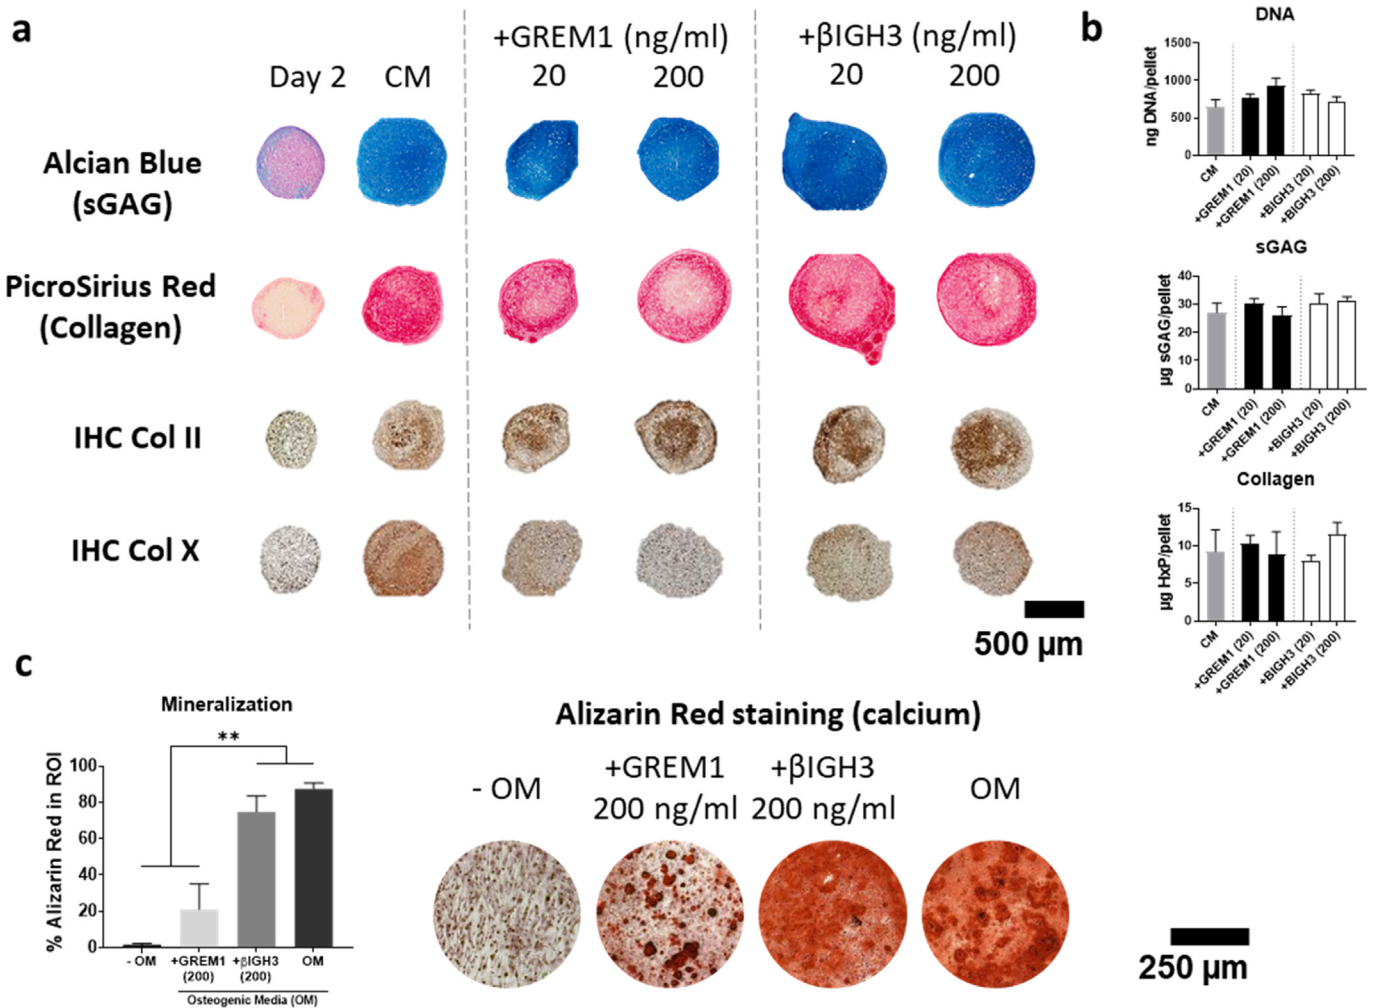 a
+GREM1 (ng/ml)
+βIGH3 (ng/ml)
Day 2
CM
20
200
20
200
Alcian Blue
(sGAG)
PicroSirius Red
(Collagen)
IHC Col II
IHC Col X
500 µm
b
DNA
ng DNA/pellet
1500
1000
500
0
CM
+GREM1 (20)
+GREM1 (200)
+BIGH3 (20)
+BIGH3 (200)
sGAG
µg sGAG/pellet
40
30
20
10
0
CM
+GREM1 (20)
+GREM1 (200)
+BIGH3 (20)
+BIGH3 (200)
Collagen
µg HxP/pellet
15
10
5
0
CM
+GREM1 (20)
+GREM1 (200)
+BIGH3 (20)
+BIGH3 (200)
c
Mineralization
**
% Alizarin Red in ROI
100
80
60
40
20
0
- OM
+GREM1
(200)
+βIGH3
(200)
OM
Osteogenic Media (OM)
Alizarin Red staining (calcium)
- OM
+GREM1
200 ng/ml
+βIGH3
200 ng/ml
OM
250 µm